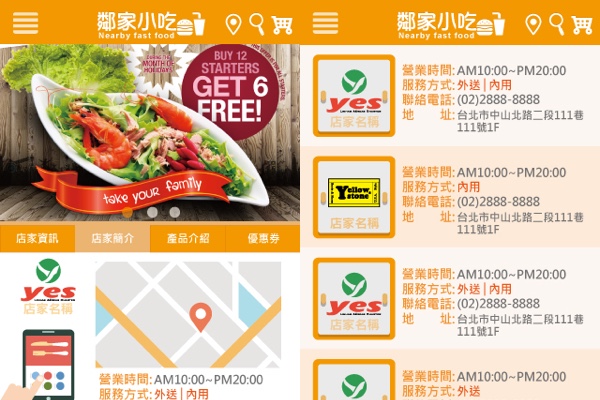 鄰家小吃
Nearby fast food
DURING THE
MONTH OF
MONDAYS!
BUY 12
STARTERS
GET 6
FREE!
take your family
店家資訊
店家簡介
產品介紹
優惠券
yes
店家名稱
營業時間: AM10:00~PM20:00
服務方式: 外送 | 內用
鄰家小吃
Nearby fast food
yes
店家名稱
營業時間: AM10:00~PM20:00
服務方式: 外送 | 內用
聯絡電話: (02)2888-8888
地 址: 台北市中山北路二段111巷
111號1F
Yellow-
stone
店家名稱
營業時間: AM10:00~PM20:00
服務方式: 內用
聯絡電話: (02)2888-8888
地 址: 台北市中山北路二段111巷
111號1F
yes
店家名稱
營業時間: AM10:00~PM20:00
服務方式: 外送 | 內用
聯絡電話: (02)2888-8888
地 址: 台北市中山北路二段111巷
111號1F
營業時間: AM10:00~PM20:00
服務方式: 外送